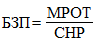 БЗП = МРОТ
СНР